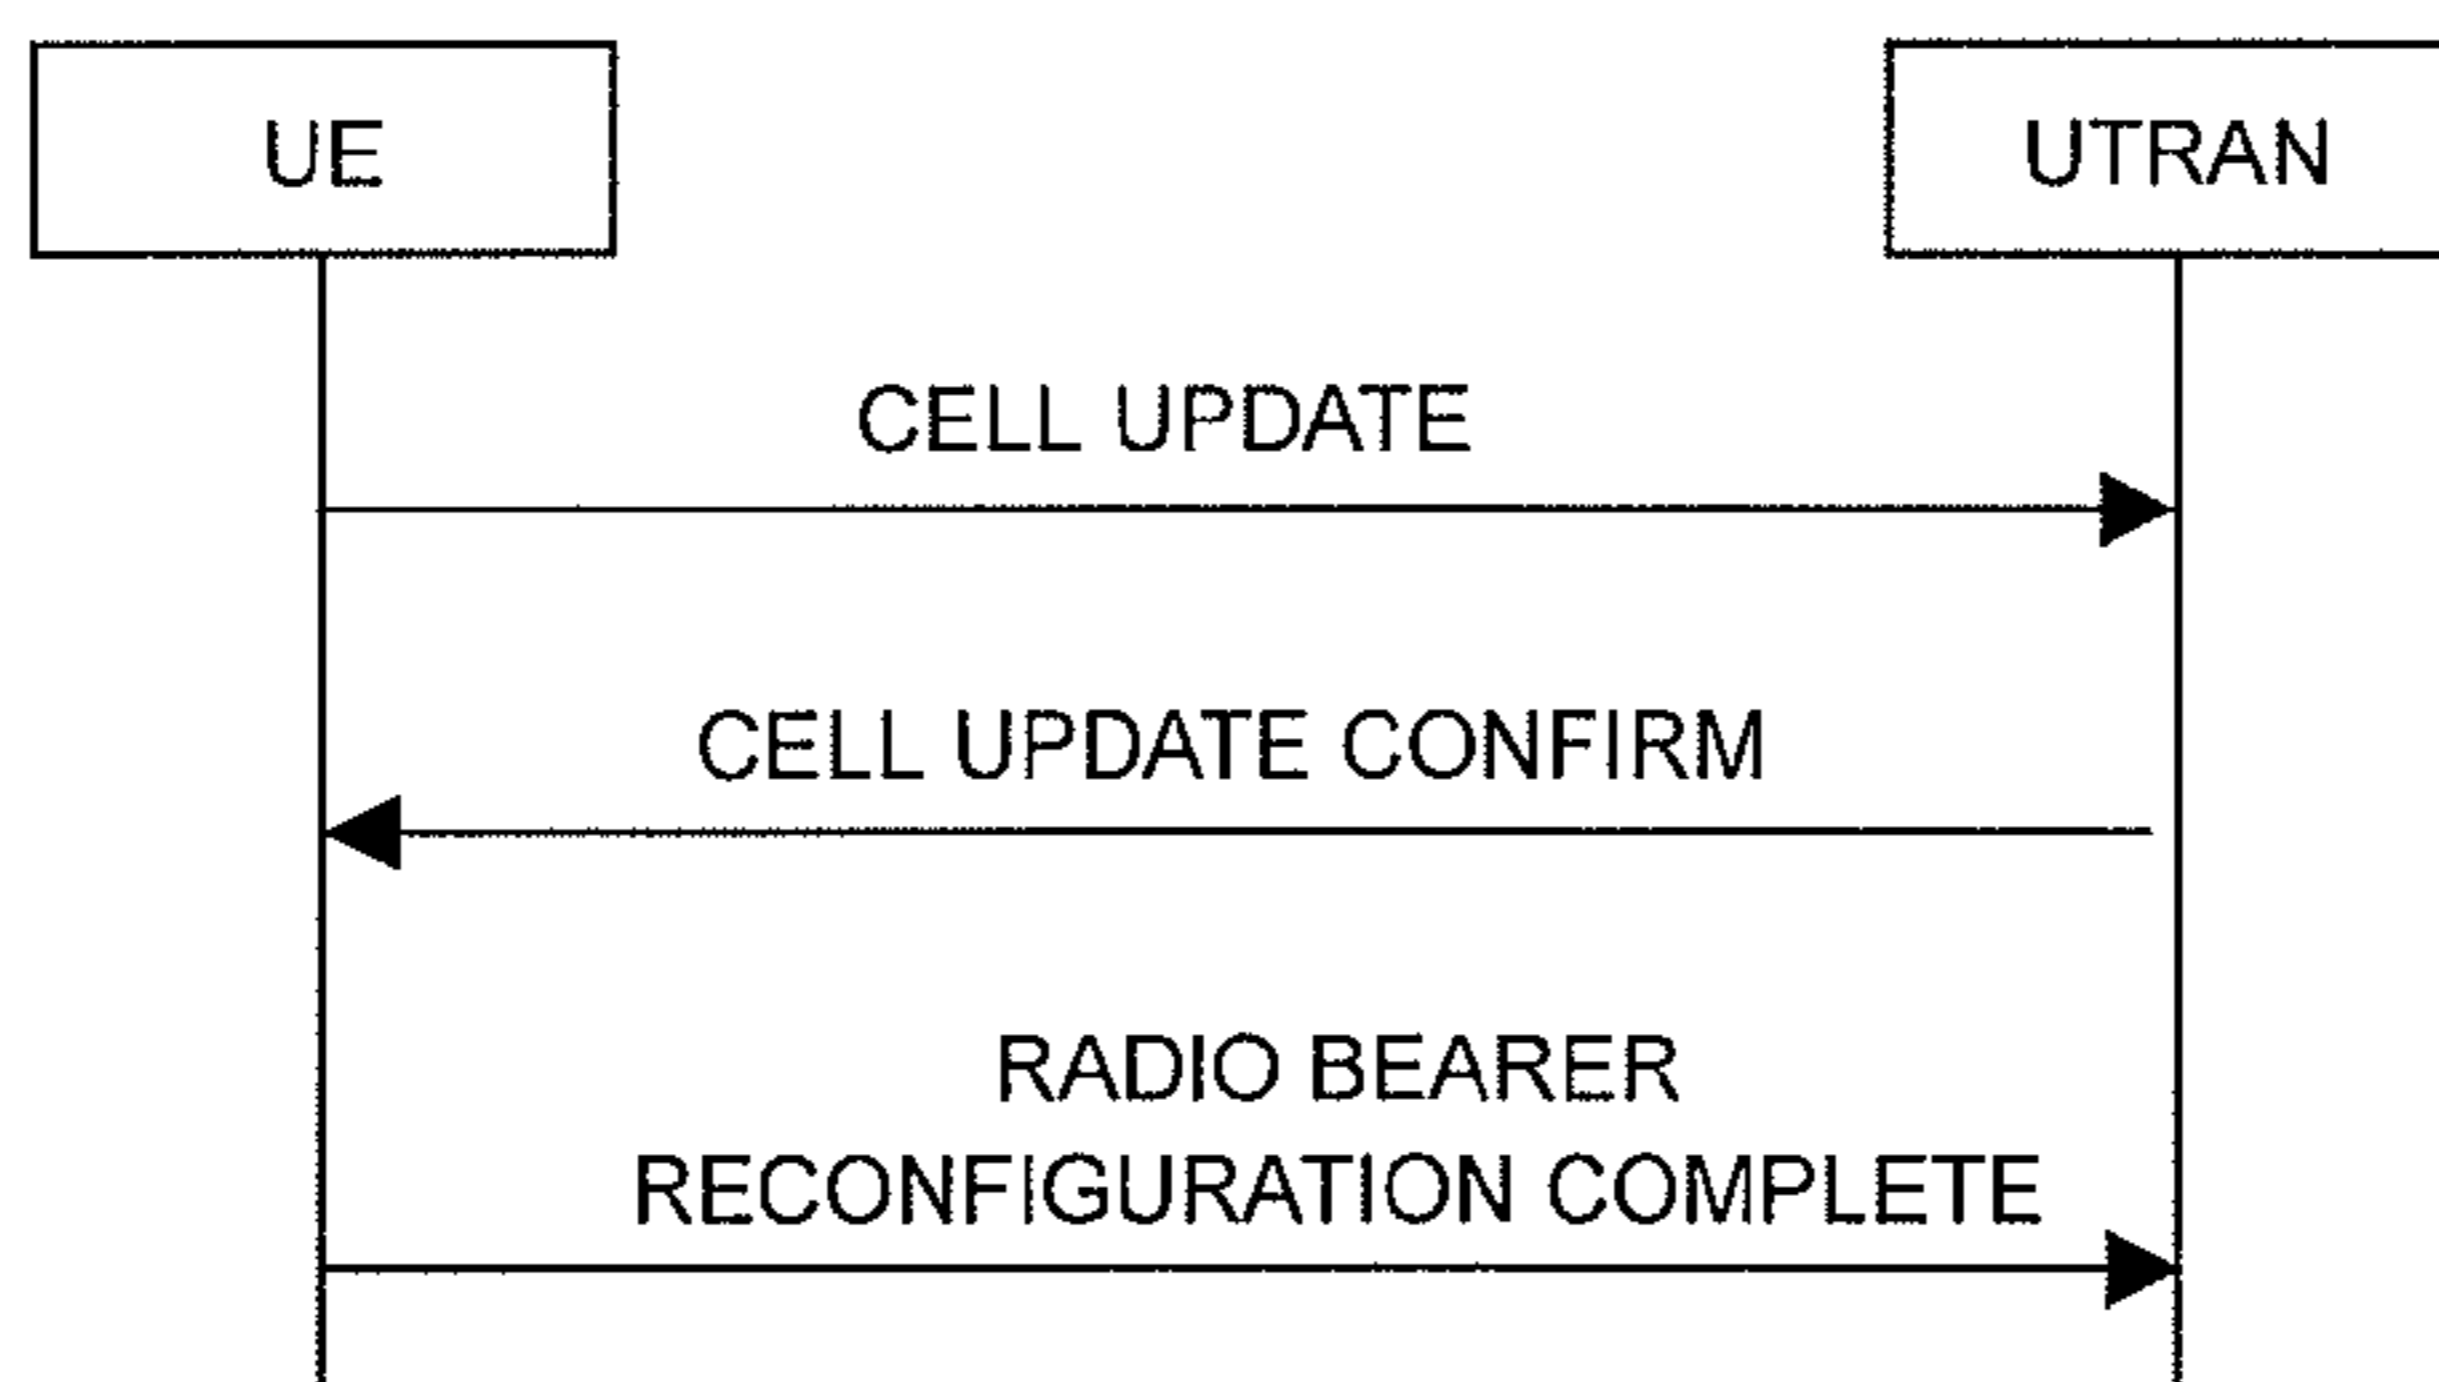 UE
UTRAN
CELL UPDATE
CELL UPDATE CONFIRM
RADIO BEARER
RECONFIGURATION COMPLETE